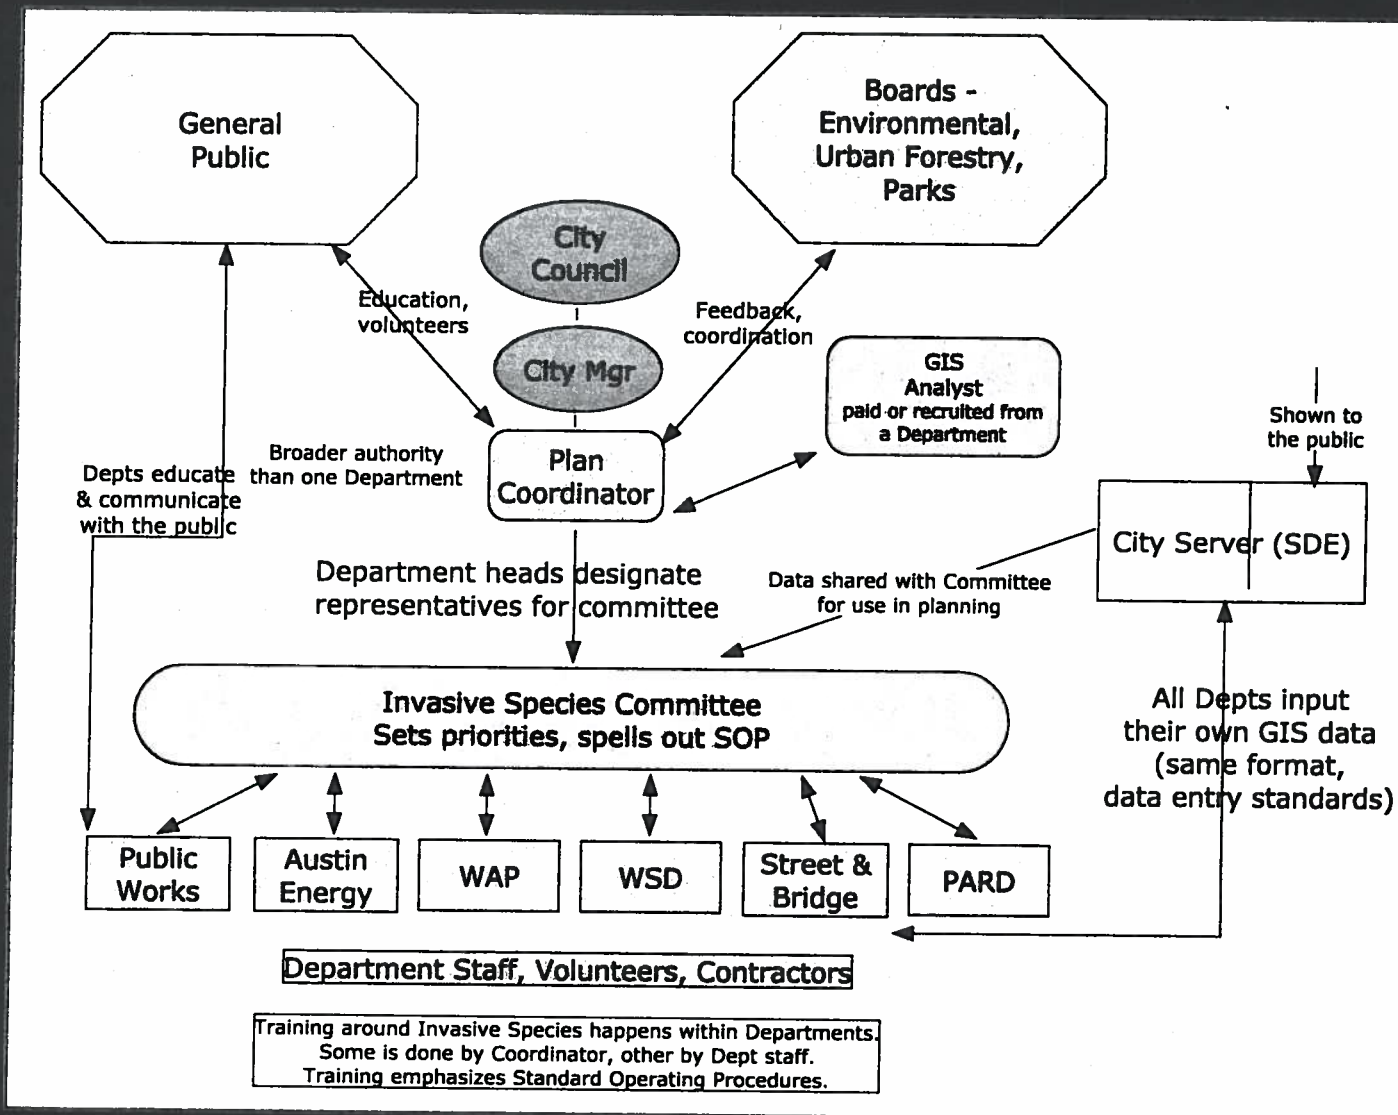 General
Public
Boards -
Environmental,
Urban Forestry,
Parks
City
Council
Education,
volunteers
Feedback,
coordination
City Mgr
GIS
Analyst
paid or recruited from
a Department
Shown to
the public
Broader authority
than one Department
Plan
Coordinator
Depts educate
& communicate
with the public
City Server (SDE)
Department heads designate
representatives for committee
Data shared with Committee
for use in planning
Invasive Species Committee
Sets priorities, spells out SOP
All Depts input
their own GIS data
(same format,
data entry standards)
Public
Works
Austin
Energy
WAP
WSD
Street &
Bridge
PARD
Department Staff, Volunteers, Contractors
Training around Invasive Species happens within Departments.
Some is done by Coordinator, other by Dept staff.
Training emphasizes Standard Operating Procedures.